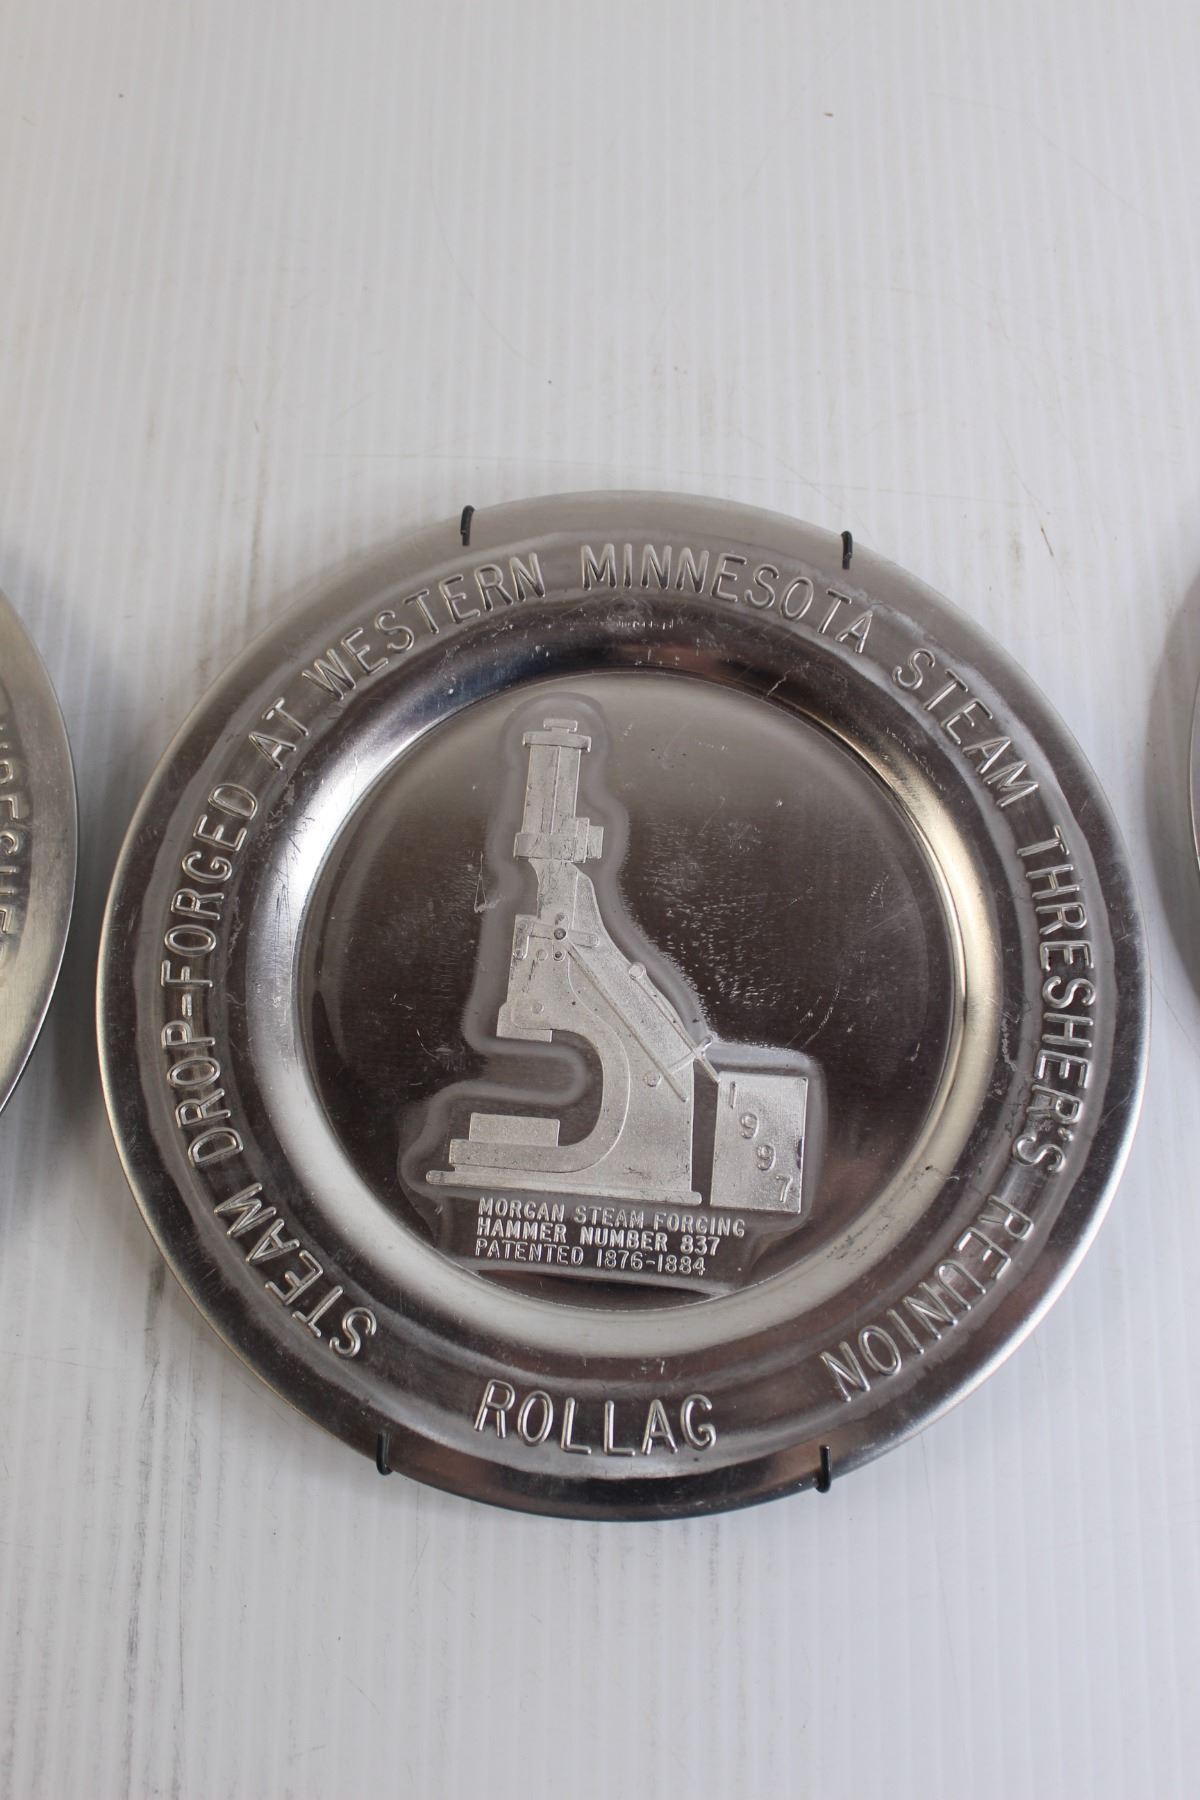 STEAM DROP-FORGED AT WESTERN MINNESOTA STEAM THRESHER'S REUNION
ROLLAG
1997
MORGAN STEAM FORGING
HAMMER NUMBER 837
PATENTED 1876-1884